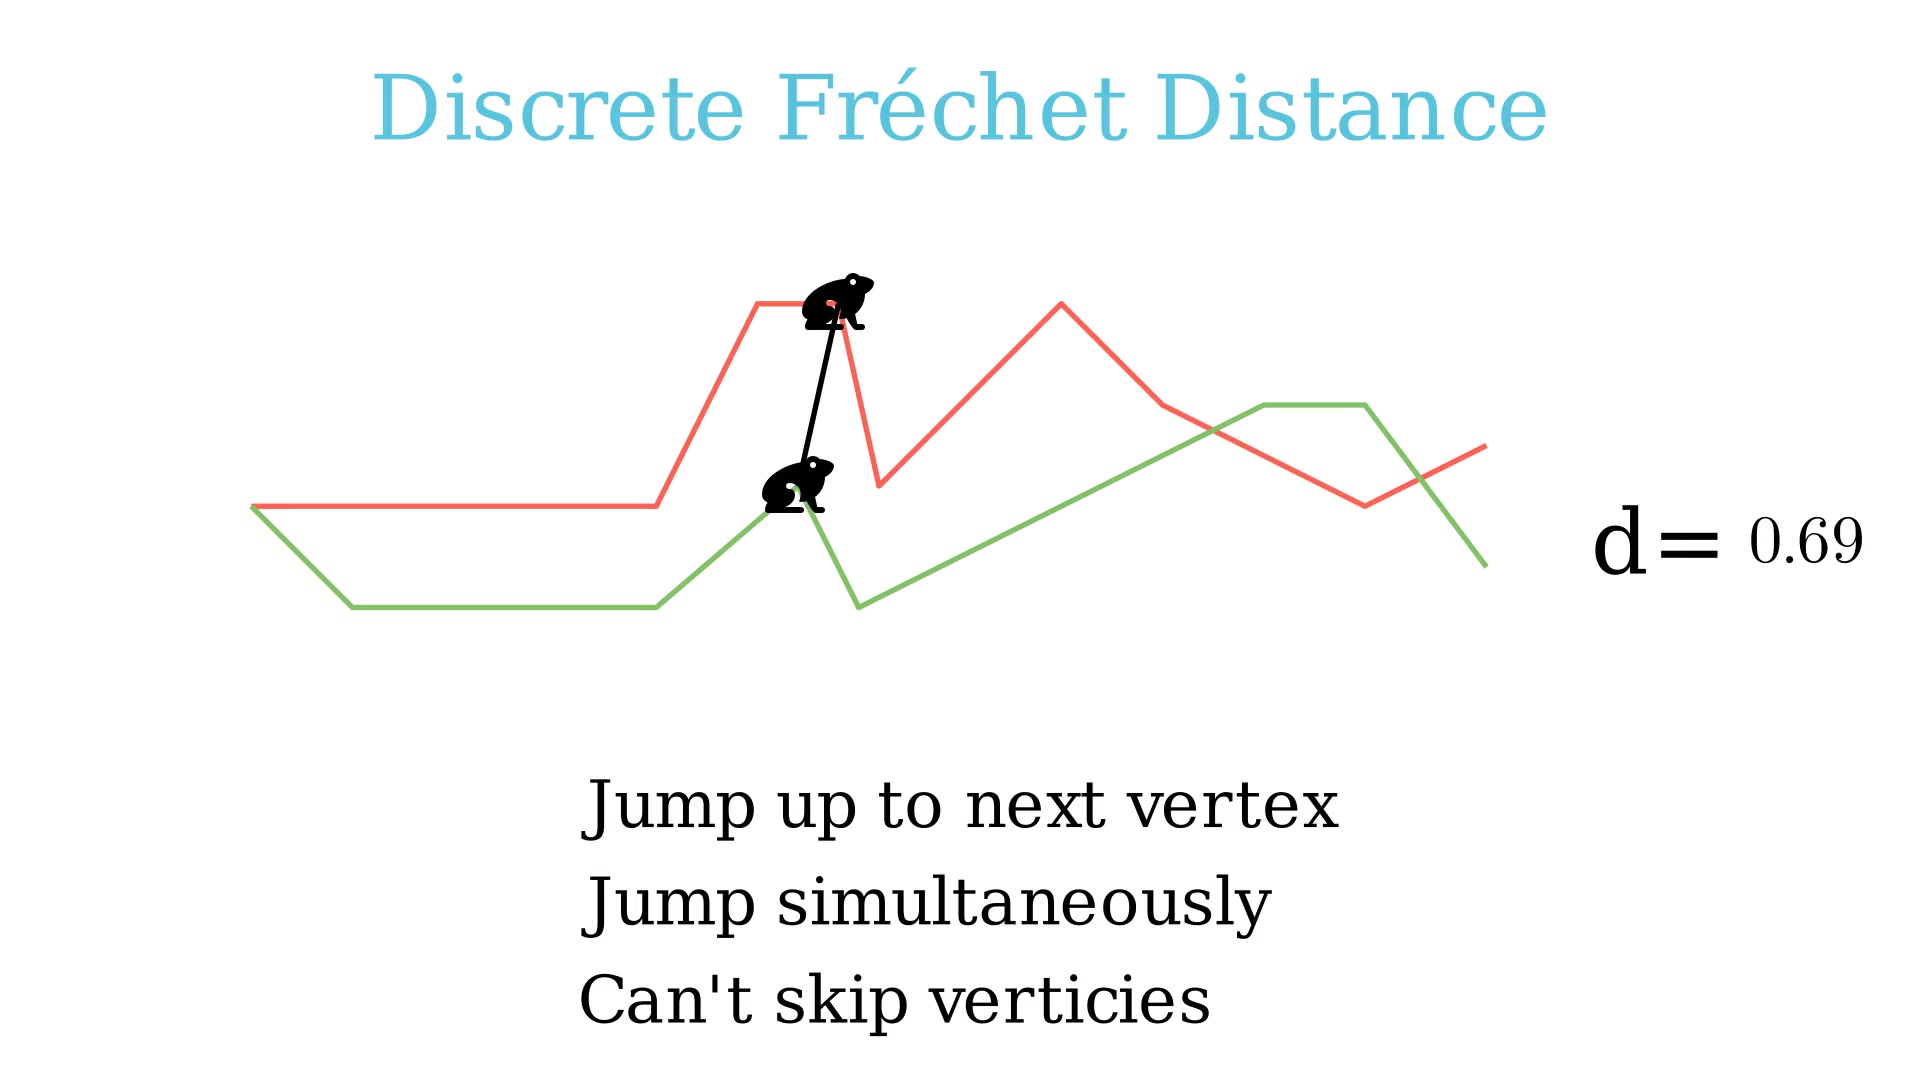 Discrete Fréchet Distance
d= 0.69
Jump up to next vertex
Jump simultaneously
Can't skip verticies